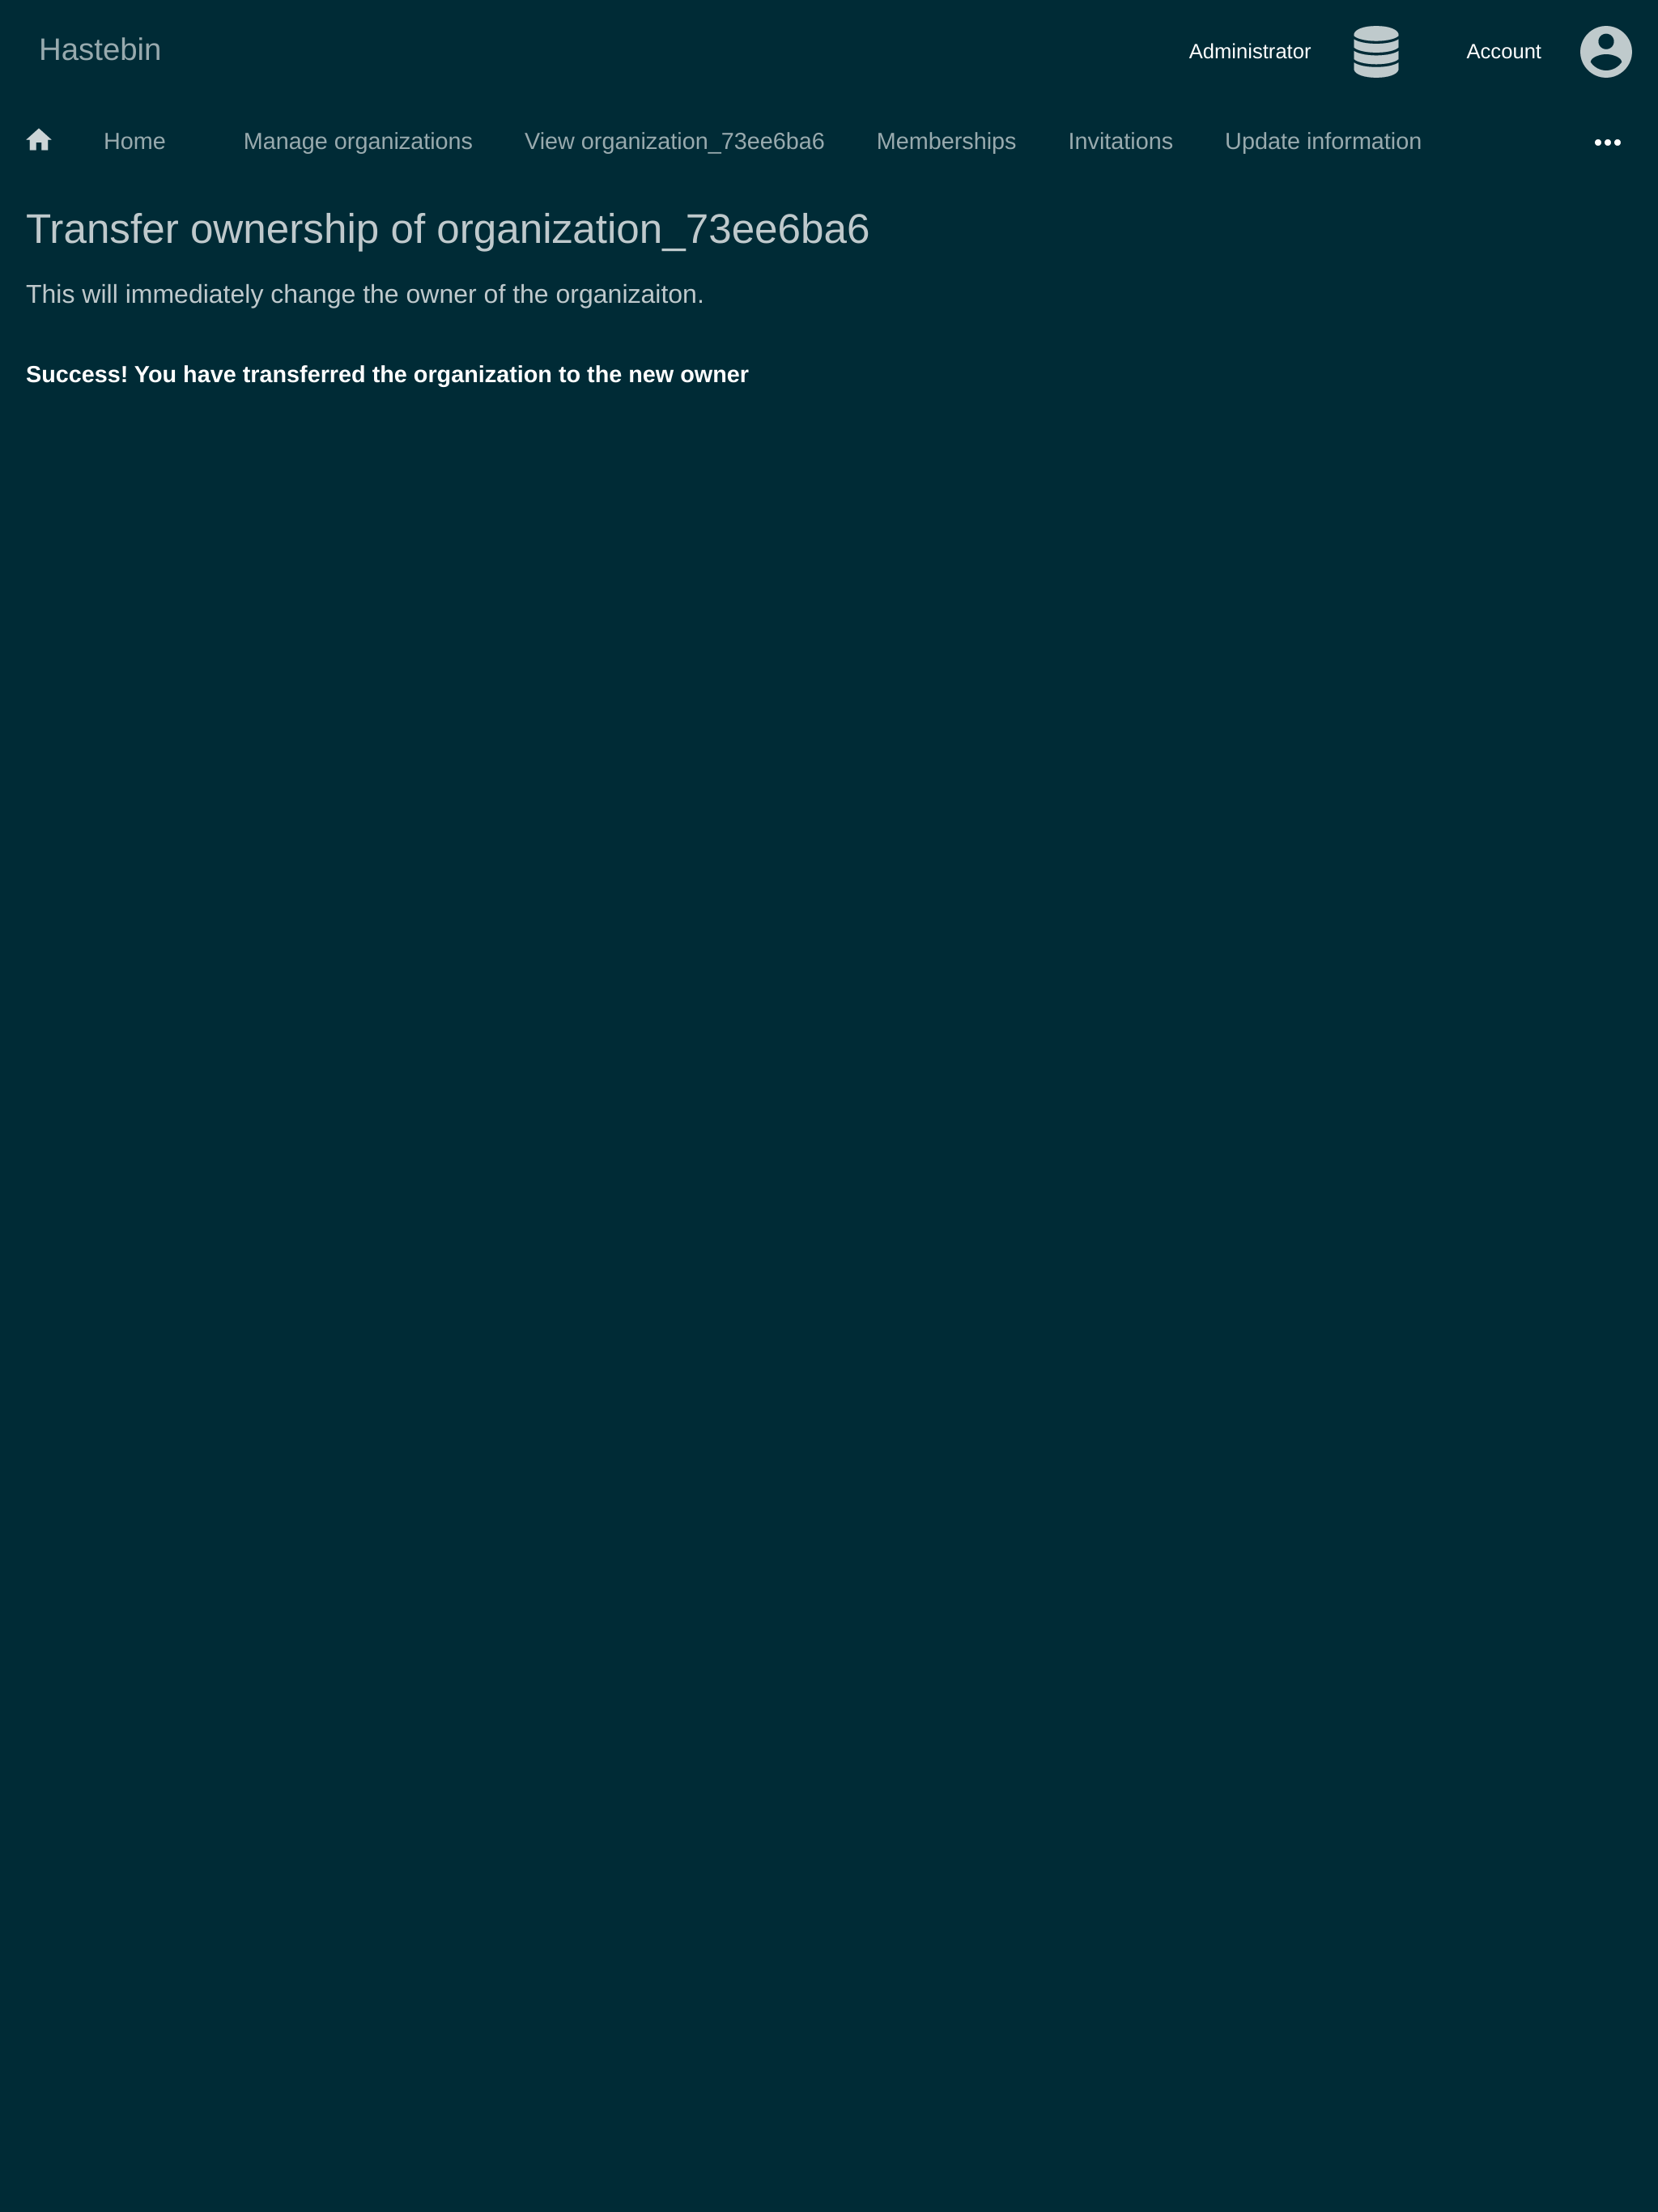 Hastebin
Administrator
Account
Home
Manage organizations
View organization_73ee6ba6
Memberships
Invitations
Update information
Transfer ownership of organization_73ee6ba6
This will immediately change the owner of the organizaiton.
Success! You have transferred the organization to the new owner